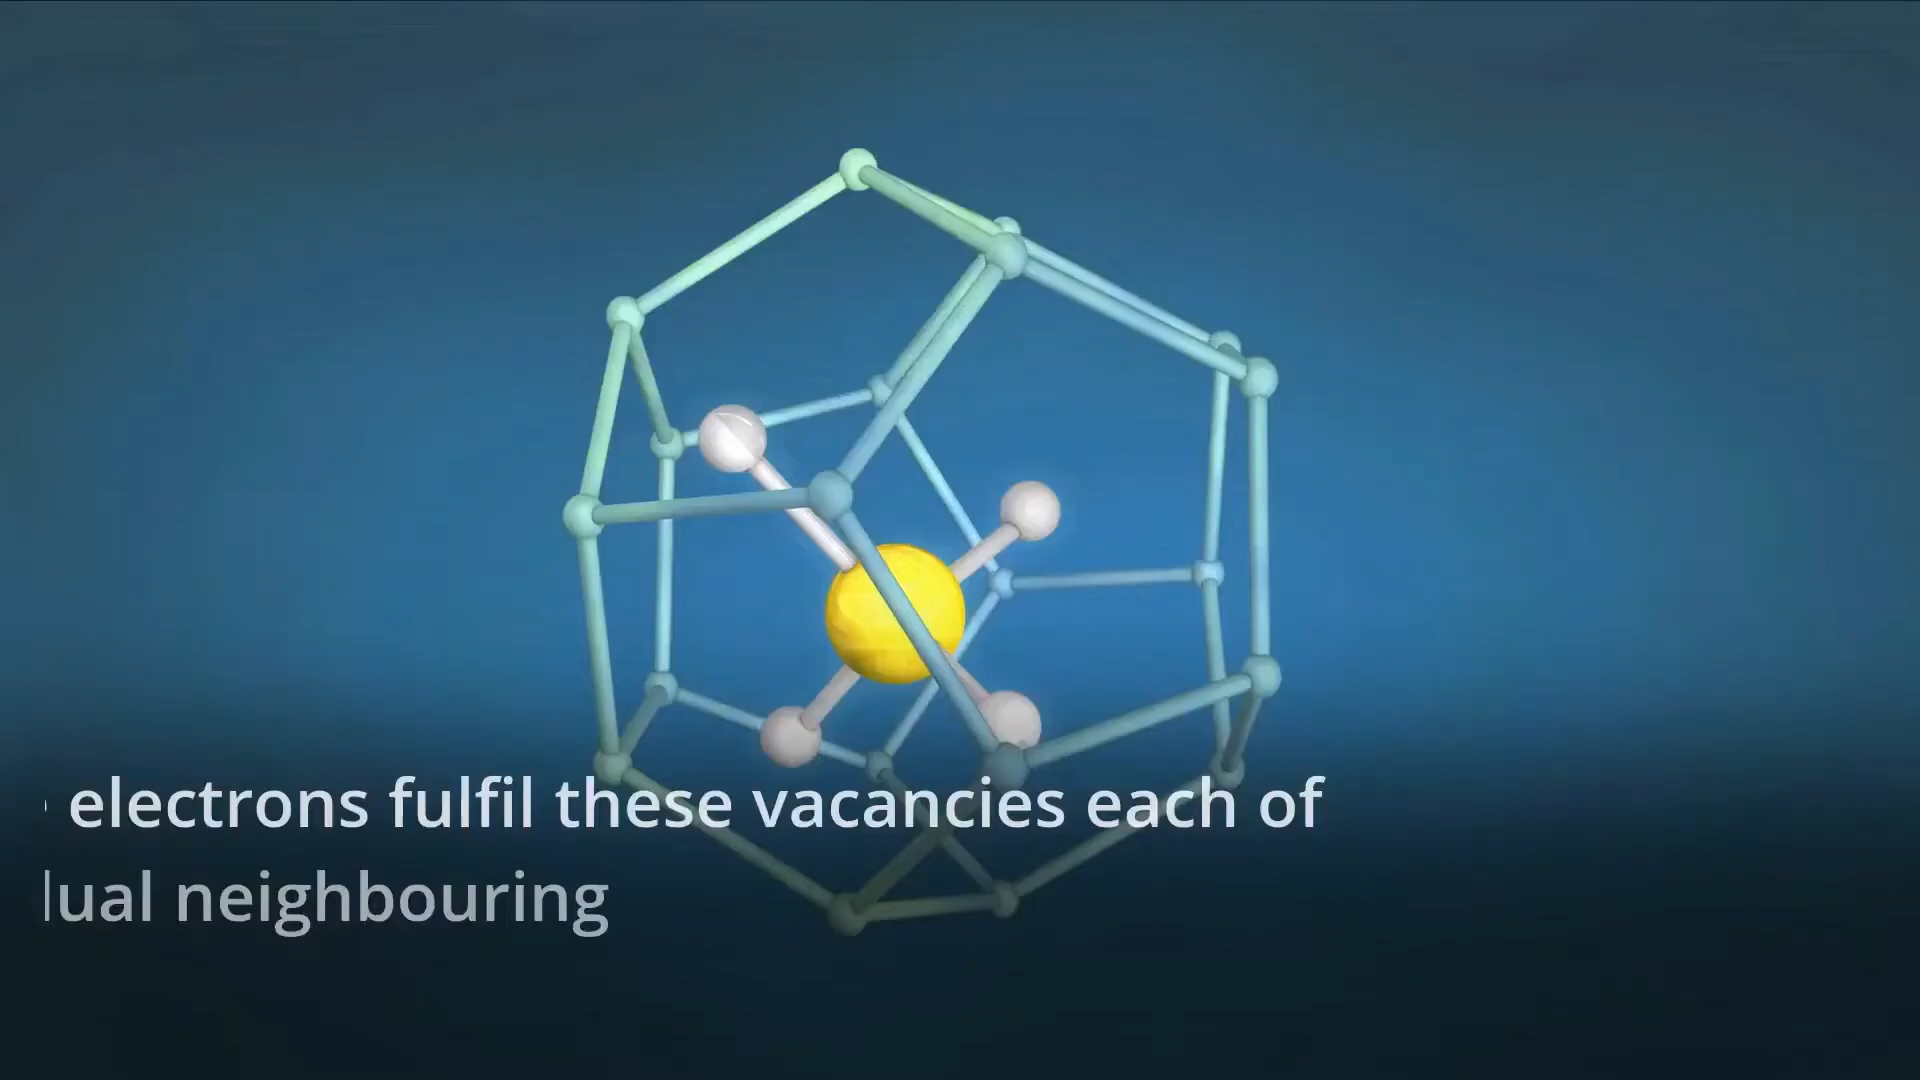 electrons fulfil these vacancies each of
neighbouring